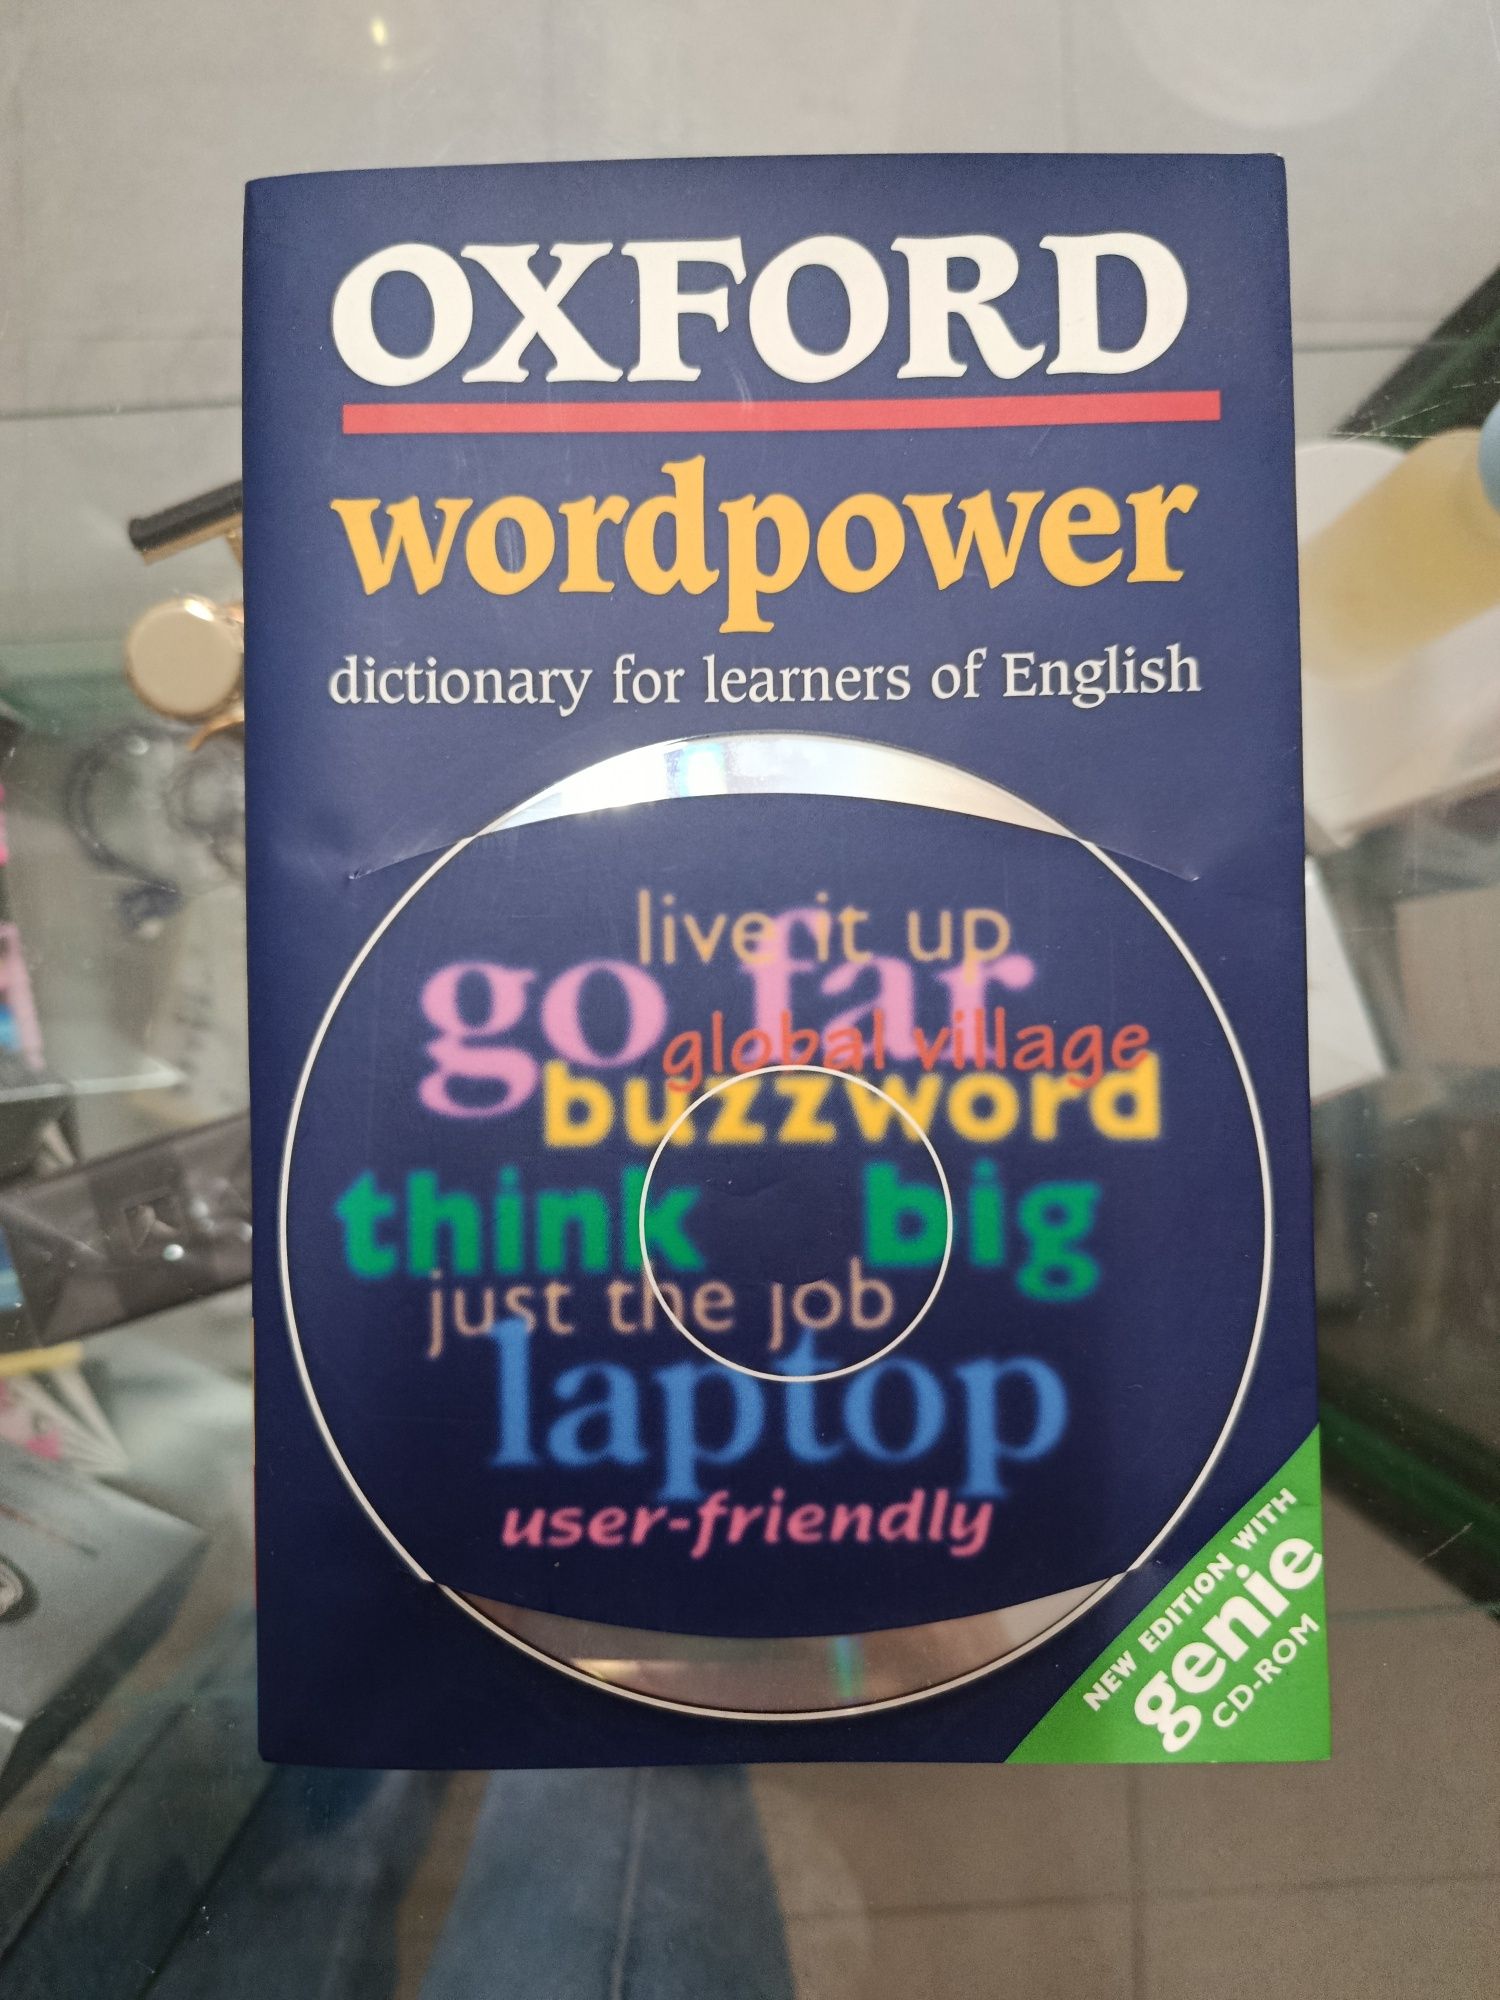 OXFORD
wordpower
dictionary for learners of English
live it up
go far
global village
buzzword
think big
just the job
laptop
user-friendly
NEW EDITION WITH
genie
CD-ROM